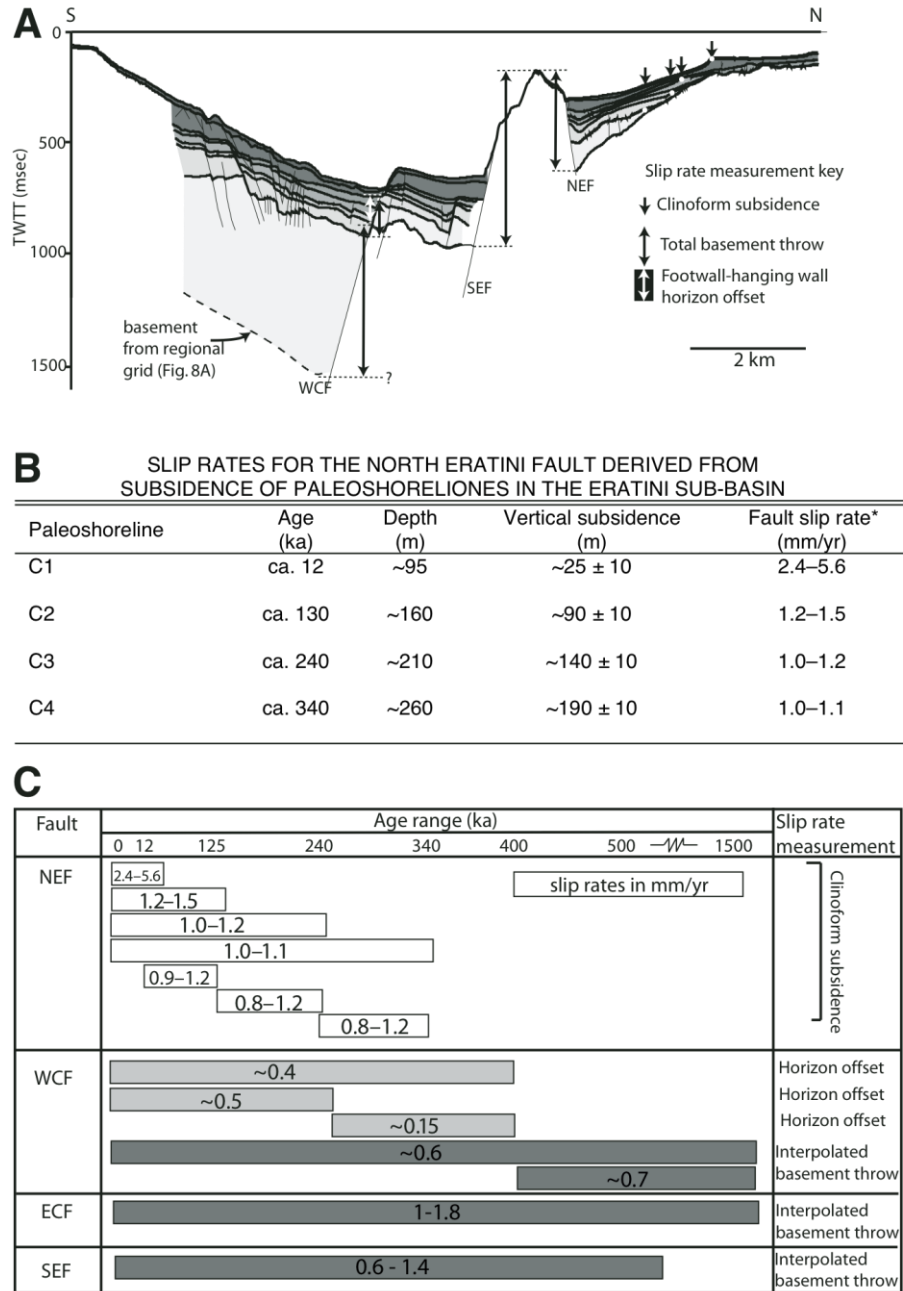 A
S
N
0
500
1000
1500
TWTT (msec)
NEF
SEF
WCF
?
basement
from regional
grid (Fig. 8A)
Slip rate measurement key
Clinoform subsidence
Total basement throw
Footwall-hanging wall
horizon offset
2 km
B
SLIP RATES FOR THE NORTH ERATINI FAULT DERIVED FROM
SUBSIDENCE OF PALEOSHORELIONES IN THE ERATINI SUB-BASIN
Paleoshoreline Age (ka) Depth (m) Vertical subsidence (m) Fault slip rate* (mm/yr)
C1 ca. 12 ~95 ~25 ± 10 2.4–5.6
C2 ca. 130 ~160 ~90 ± 10 1.2–1.5
C3 ca. 240 ~210 ~140 ± 10 1.0–1.2
C4 ca. 340 ~260 ~190 ± 10 1.0–1.1
C
Fault Age range (ka) Slip rate measurement
0 12 125 240 340 400 500 1500
NEF
2.4–5.6
slip rates in mm/yr
1.2–1.5
1.0–1.2
1.0–1.1
0.9–1.2
0.8–1.2
0.8–1.2
Clinoform subsidence
WCF
~0.4 Horizon offset
~0.5 Horizon offset
~0.15 Horizon offset
~0.6 Interpolated
~0.7 basement throw
ECF 1-1.8 Interpolated
basement throw
SEF 0.6 - 1.4 Interpolated
basement throw